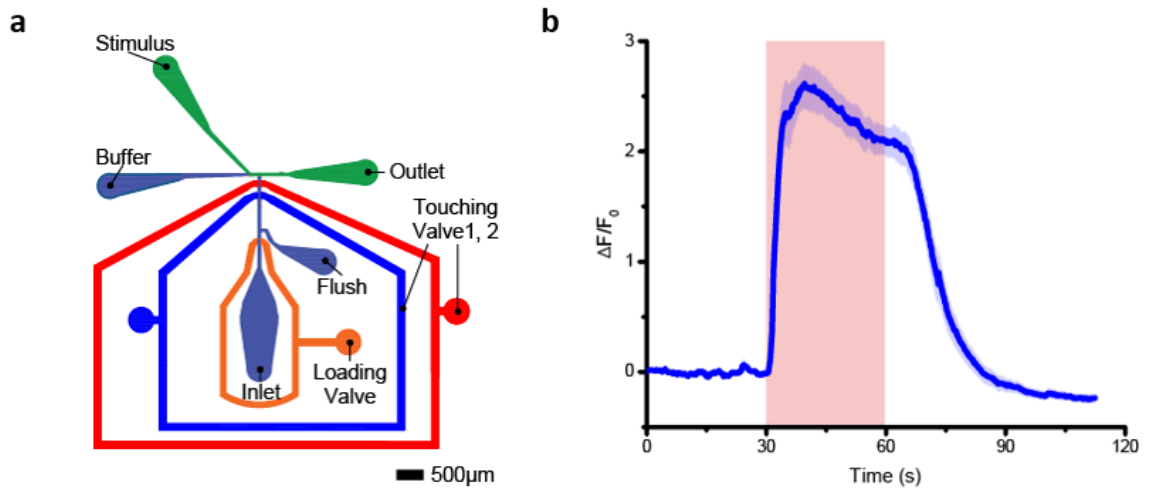 a
Stimulus
Buffer
Outlet
Touching
Valve1, 2
Flush
Loading
Valve
Inlet
500µm
b
3
2
1
0
ΔF/F0
0
30
60
90
120
Time (s)